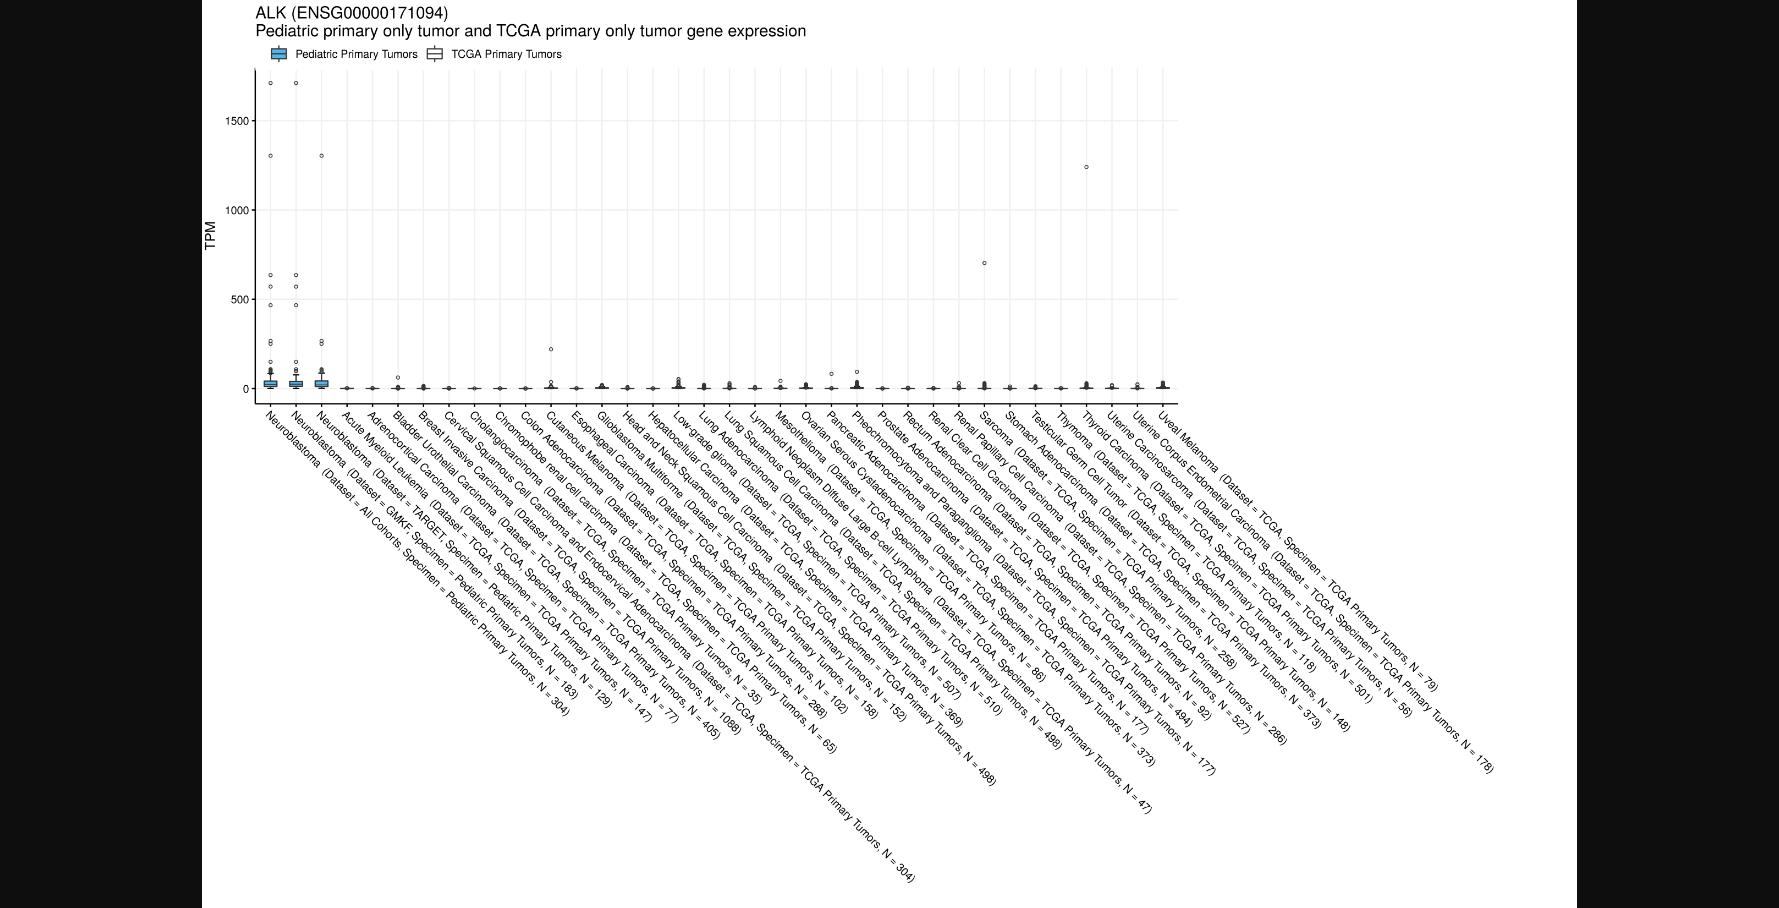 ALK (ENSG00000171094)
Pediatric primary only tumor and TCGA primary only tumor gene expression
Pediatric Primary Tumors
TCGA Primary Tumors
TPM
1500
1000
500
0
Neuroblastoma (Dataset = All Cohorts, Specimen = Pediatric Primary Tumors, N = 304)
Neuroblastoma (Dataset = GMKF, Specimen = Pediatric Primary Tumors, N = 183)
Neuroblastoma (Dataset = TARGET, Specimen = Pediatric Primary Tumors, N = 129)
Acute Myeloid Leukemia (Dataset = TCGA, Specimen = TCGA Primary Tumors, N = 147)
Adrenocortical Carcinoma (Dataset = TCGA, Specimen = TCGA Primary Tumors, N = 77)
Bladder Urothelial Carcinoma (Dataset = TCGA, Specimen = TCGA Primary Tumors, N = 405)
Breast Invasive Carcinoma (Dataset = TCGA, Specimen = TCGA Primary Tumors, N = 1088)
Cervical Squamous Cell Carcinoma and Endocervical Adenocarcinoma (Dataset = TCGA, Specimen = TCGA Primary Tumors, N = 304)
Cholangiocarcinoma (Dataset = TCGA, Specimen = TCGA Primary Tumors, N = 35)
Chromophobe renal cell carcinoma (Dataset = TCGA, Specimen = TCGA Primary Tumors, N = 65)
Colon Adenocarcinoma (Dataset = TCGA, Specimen = TCGA Primary Tumors, N = 288)
Cutaneous Melanoma (Dataset = TCGA, Specimen = TCGA Primary Tumors, N = 102)
Esophageal Carcinoma (Dataset = TCGA, Specimen = TCGA Primary Tumors, N = 158)
Glioblastoma Multiforme (Dataset = TCGA, Specimen = TCGA Primary Tumors, N = 152)
Head and Neck Squamous Cell Carcinoma (Dataset = TCGA, Specimen = TCGA Primary Tumors, N = 498)
Hepatocellular Carcinoma (Dataset = TCGA, Specimen = TCGA Primary Tumors, N = 369)
Low-grade glioma (Dataset = TCGA, Specimen = TCGA Primary Tumors, N = 507)
Lung Adenocarcinoma (Dataset = TCGA, Specimen = TCGA Primary Tumors, N = 510)
Lung Squamous Cell Carcinoma (Dataset = TCGA, Specimen = TCGA Primary Tumors, N = 498)
Lymphoid Neoplasm Diffuse Large B-cell Lymphoma (Dataset = TCGA, Specimen = TCGA Primary Tumors, N = 47)
Mesothelioma (Dataset = TCGA, Specimen = TCGA Primary Tumors, N = 86)
Ovarian Serous Cystadenocarcinoma (Dataset = TCGA, Specimen = TCGA Primary Tumors, N = 373)
Pancreatic Adenocarcinoma (Dataset = TCGA, Specimen = TCGA Primary Tumors, N = 177)
Pheochromocytoma and Paraganglioma (Dataset = TCGA, Specimen = TCGA Primary Tumors, N = 177)
Prostate Adenocarcinoma (Dataset = TCGA, Specimen = TCGA Primary Tumors, N = 494)
Rectum Adenocarcinoma (Dataset = TCGA, Specimen = TCGA Primary Tumors, N = 92)
Renal Clear Cell Carcinoma (Dataset = TCGA, Specimen = TCGA Primary Tumors, N = 527)
Renal Papillary Cell Carcinoma (Dataset = TCGA, Specimen = TCGA Primary Tumors, N = 286)
Sarcoma (Dataset = TCGA, Specimen = TCGA Primary Tumors, N = 258)
Stomach Adenocarcinoma (Dataset = TCGA, Specimen = TCGA Primary Tumors, N = 373)
Testicular Germ Cell Tumor (Dataset = TCGA, Specimen = TCGA Primary Tumors, N = 148)
Thymoma (Dataset = TCGA, Specimen = TCGA Primary Tumors, N = 118)
Thyroid Carcinoma (Dataset = TCGA, Specimen = TCGA Primary Tumors, N = 501)
Uterine Carcinosarcoma (Dataset = TCGA, Specimen = TCGA Primary Tumors, N = 56)
Uterine Corpus Endometrial Carcinoma (Dataset = TCGA, Specimen = TCGA Primary Tumors, N = 178)
Uveal Melanoma (Dataset = TCGA, Specimen = TCGA Primary Tumors, N = 79)